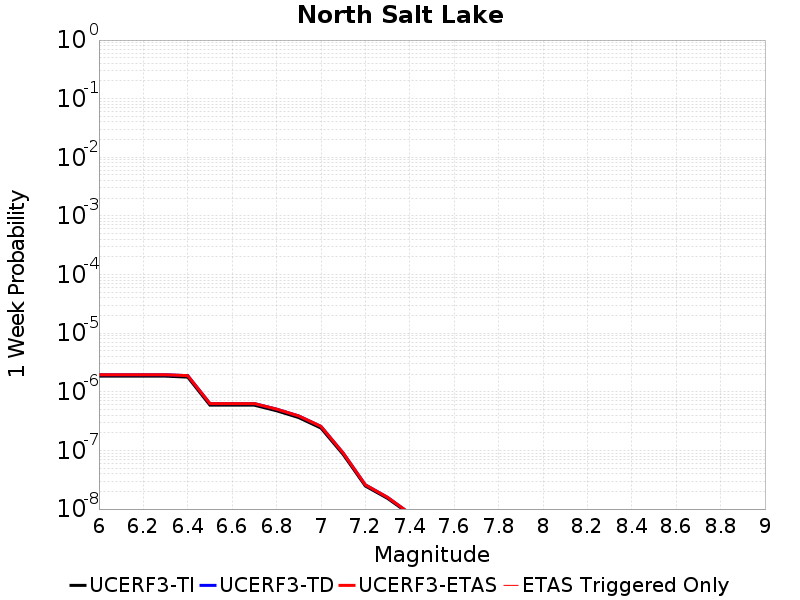 North Salt Lake
1 Week Probability
10^0
10^-1
10^-2
10^-3
10^-4
10^-5
10^-6
10^-7
10^-8
6 6.2 6.4 6.6 6.8 7 7.2 7.4 7.6 7.8 8 8.2 8.4 8.6 8.8 9
Magnitude
UCERF3-TI UCERF3-TD UCERF3-ETAS ETAS Triggered Only